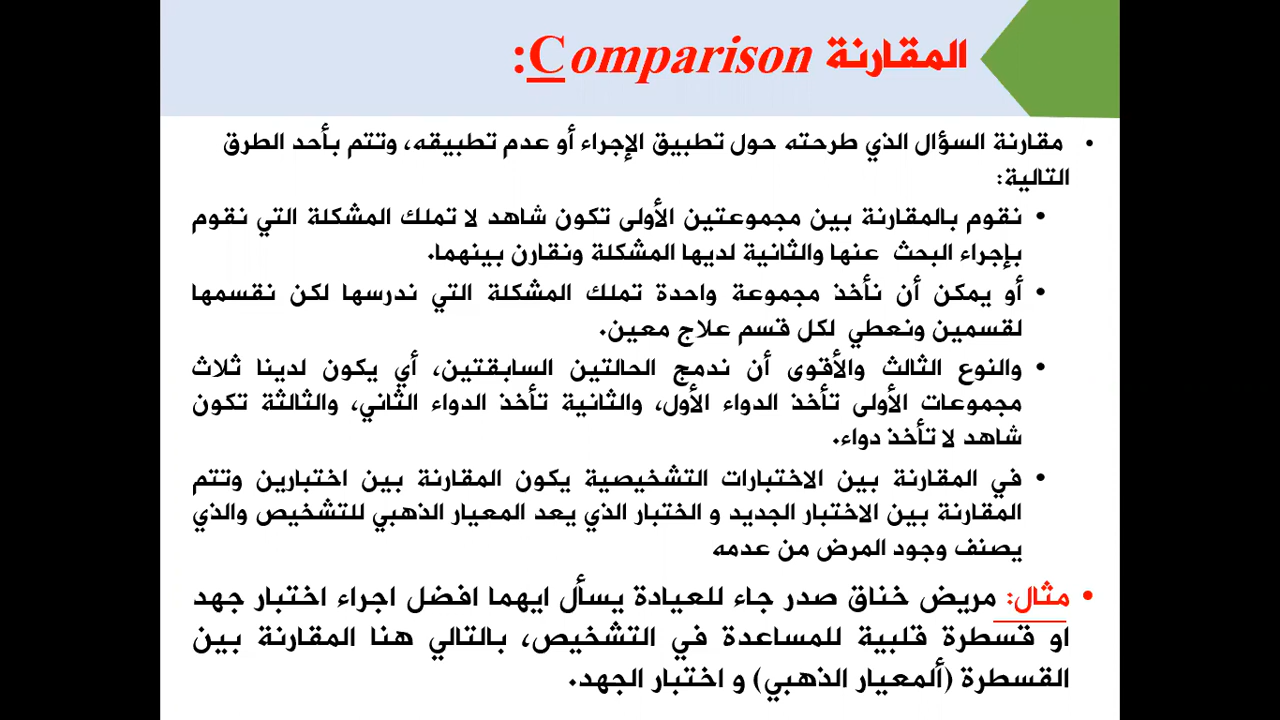 المقارنة Comparison:
• مقارنة السؤال الذي طرحته حول تطبيق الإجراء أو عدم تطبيقه، وتتم بأحد الطرق
التالية:
• نقوم بالمقارنة بين مجموعتين الأولى تكون شاهد لا تملك المشكلة التي نقوم
بإجراء البحث عنها والثانية لديها المشكلة ونقارن بينهما.
• أو يمكن أن نأخذ مجموعة واحدة تملك المشكلة التي ندرسها لكن نقسمها
لقسمين ونعطي لكل قسم علاج معين.
• والنوع الثالث والأقوى أن ندمج الحالتين السابقتين، أي يكون لدينا ثلاث
مجموعات الأولى تأخذ الدواء الأول، والثانية تأخذ الدواء الثاني، والثالثة تكون
شاهد لا تأخذ دواء.
• في المقارنة بين الاختبارات التشخيصية يكون المقارنة بين اختبارين وتتم
المقارنة بين الاختبار الجديد و الختبار الذي يعد المعيار الذهبي للتشخيص والذي
يصنف وجود المرض من عدمه
• مثال: مريض خناق صدر جاء للعيادة يسأل ايهما افضل اجراء اختبار جهد
او قسطرة قلبية للمساعدة في التشخيص، بالتالي هنا المقارنة بين
القسطرة (ألمعيار الذهبي) و اختبار الجهد.